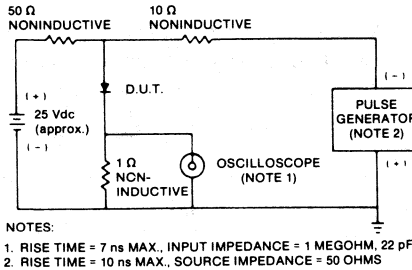 50 Ω
NONINDUCTIVE
10 Ω
NONINDUCTIVE
D.U.T.
(+)
25 Vdc
(approx.)
(−)
(−)
PULSE
GENERATOR
(NOTE 2)
(+)
1 Ω
NCN-
INDUCTIVE
OSCILLOSCOPE
(NOTE 1)
NOTES:
1. RISE TIME = 7 ns MAX., INPUT IMPEDANCE = 1 MEGOHM, 22 pF
2. RISE TIME = 10 ns MAX., SOURCE IMPEDANCE = 50 OHMS